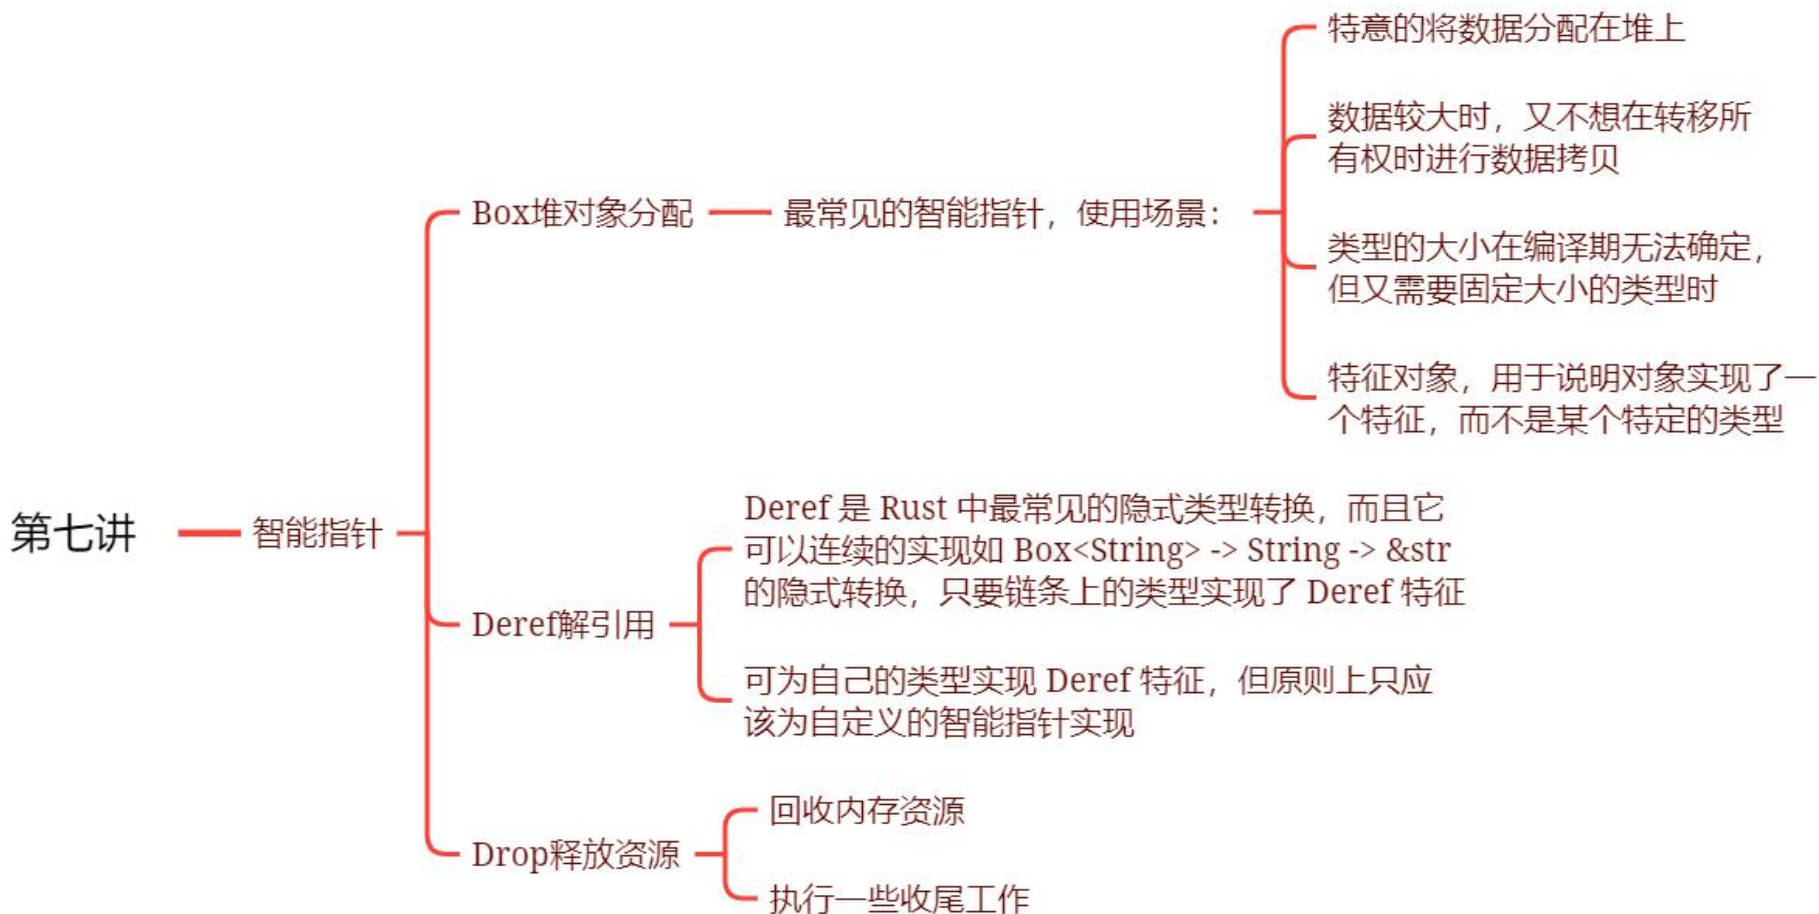 第七讲
智能指针
Box堆对象分配
最常见的智能指针，使用场景：
特意的将数据分配在堆上
数据较大时，又不想在转移所
有权时进行数据拷贝
类型的大小在编译期无法确定，
但又需要固定大小的类型时
特征对象，用于说明对象实现了一
个特征，而不是某个特定的类型
Deref解引用
Deref 是 Rust 中最常见的隐式类型转换，而且它
可以连续的实现如 Box<String> -> String -> &str
的隐式转换，只要链条上的类型实现了 Deref 特征
可为自己的类型实现 Deref 特征，但原则上只应
该为自定义的智能指针实现
Drop释放资源
回收内存资源
执行一些收尾工作